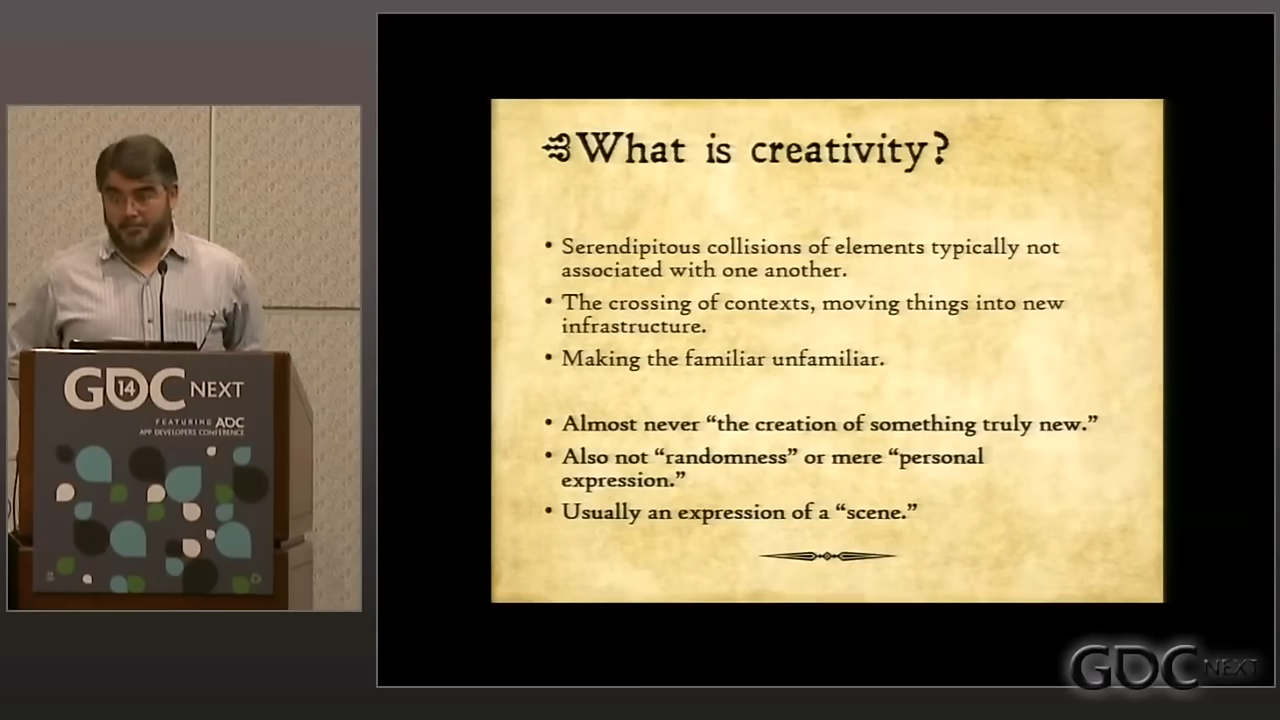 GDC 14 NEXT
FEATURING ADC
APP DEVELOPERS CONFERENCE
What is creativity?
• Serendipitous collisions of elements typically not
associated with one another.
• The crossing of contexts, moving things into new
infrastructure.
• Making the familiar unfamiliar.
• Almost never “the creation of something truly new.”
• Also not “randomness” or mere “personal
expression.”
• Usually an expression of a “scene.”
GDC NEXT